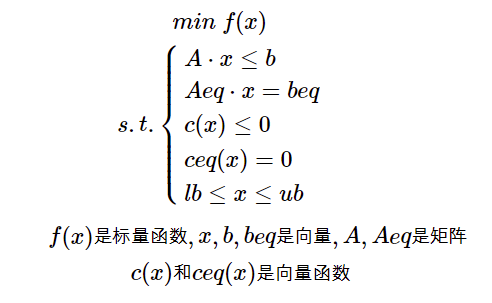 min f(x)
A · x ≤ b
Aeq · x = beq
s.t. { c(x) ≤ 0
ceq(x) = 0
lb ≤ x ≤ ub
f(x)是标量函数, x, b, beq是向量, A, Aeq是矩阵
c(x)和ceq(x)是向量函数